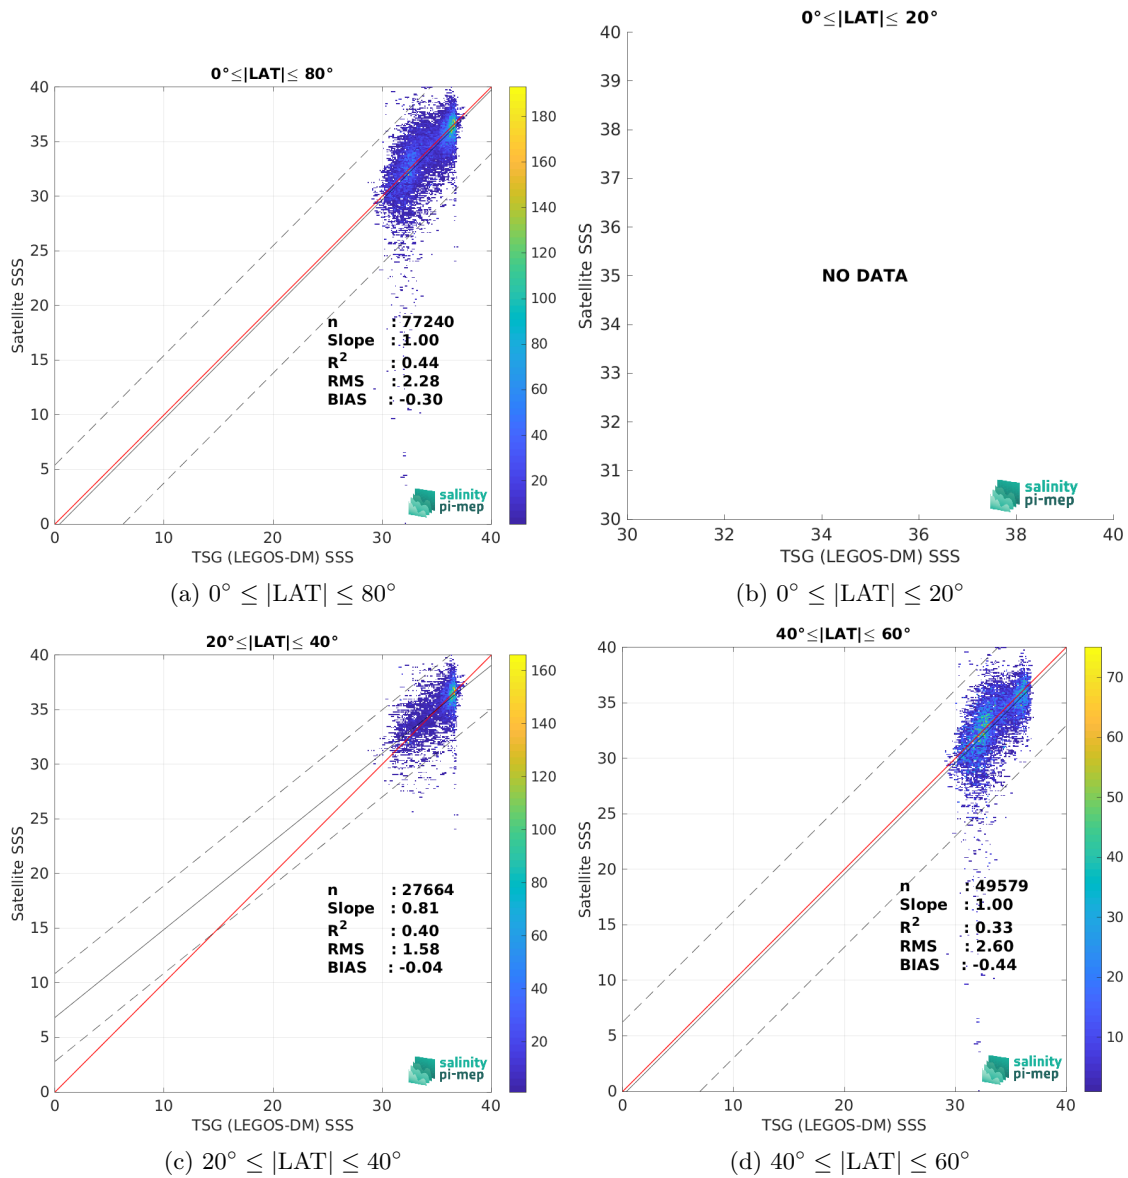 0°≤|LAT|≤ 80°
40
35
30
25
20
15
10
5
0
0 10 20 30 40
Satellite SSS
TSG (LEGOS-DM) SSS
n : 77240
Slope : 1.00
R2 : 0.44
RMS : 2.28
BIAS : -0.30
salinity
pi-mep
180
160
140
120
100
80
60
40
20
(a) 0° ≤ |LAT| ≤ 80°
0°≤|LAT|≤ 20°
40
39
38
37
36
35
34
33
32
31
30
30 32 34 36 38 40
Satellite SSS
TSG (LEGOS-DM) SSS
NO DATA
salinity
pi-mep
(b) 0° ≤ |LAT| ≤ 20°
20°≤|LAT|≤ 40°
40
35
30
25
20
15
10
5
0
0 10 20 30 40
Satellite SSS
TSG (LEGOS-DM) SSS
n : 27664
Slope : 0.81
R2 : 0.40
RMS : 1.58
BIAS : -0.04
salinity
pi-mep
160
140
120
100
80
60
40
20
(c) 20° ≤ |LAT| ≤ 40°
40°≤|LAT|≤ 60°
40
35
30
25
20
15
10
5
0
0 10 20 30 40
Satellite SSS
TSG (LEGOS-DM) SSS
n : 49579
Slope : 1.00
R2 : 0.33
RMS : 2.60
BIAS : -0.44
salinity
pi-mep
70
60
50
40
30
20
10
(d) 40° ≤ |LAT| ≤ 60°